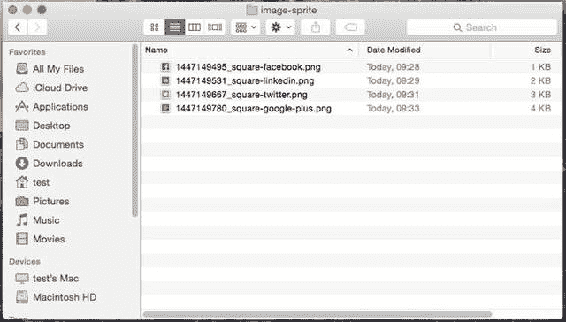 image-sprite
Search
Favorites
All My Files
iCloud Drive
Applications
Desktop
Documents
Downloads
test
Pictures
Music
Movies
Devices
test's Mac
Macintosh HD
Name Date Modified Size
1447149495_square-facebook.png Today, 09:28 1 KB
1447149531_square-linkedin.png Today, 09:29 2 KB
1447149667_square-twitter.png Today, 09:31 3 KB
1447149780_square-google-plus.png Today, 09:33 4 KB